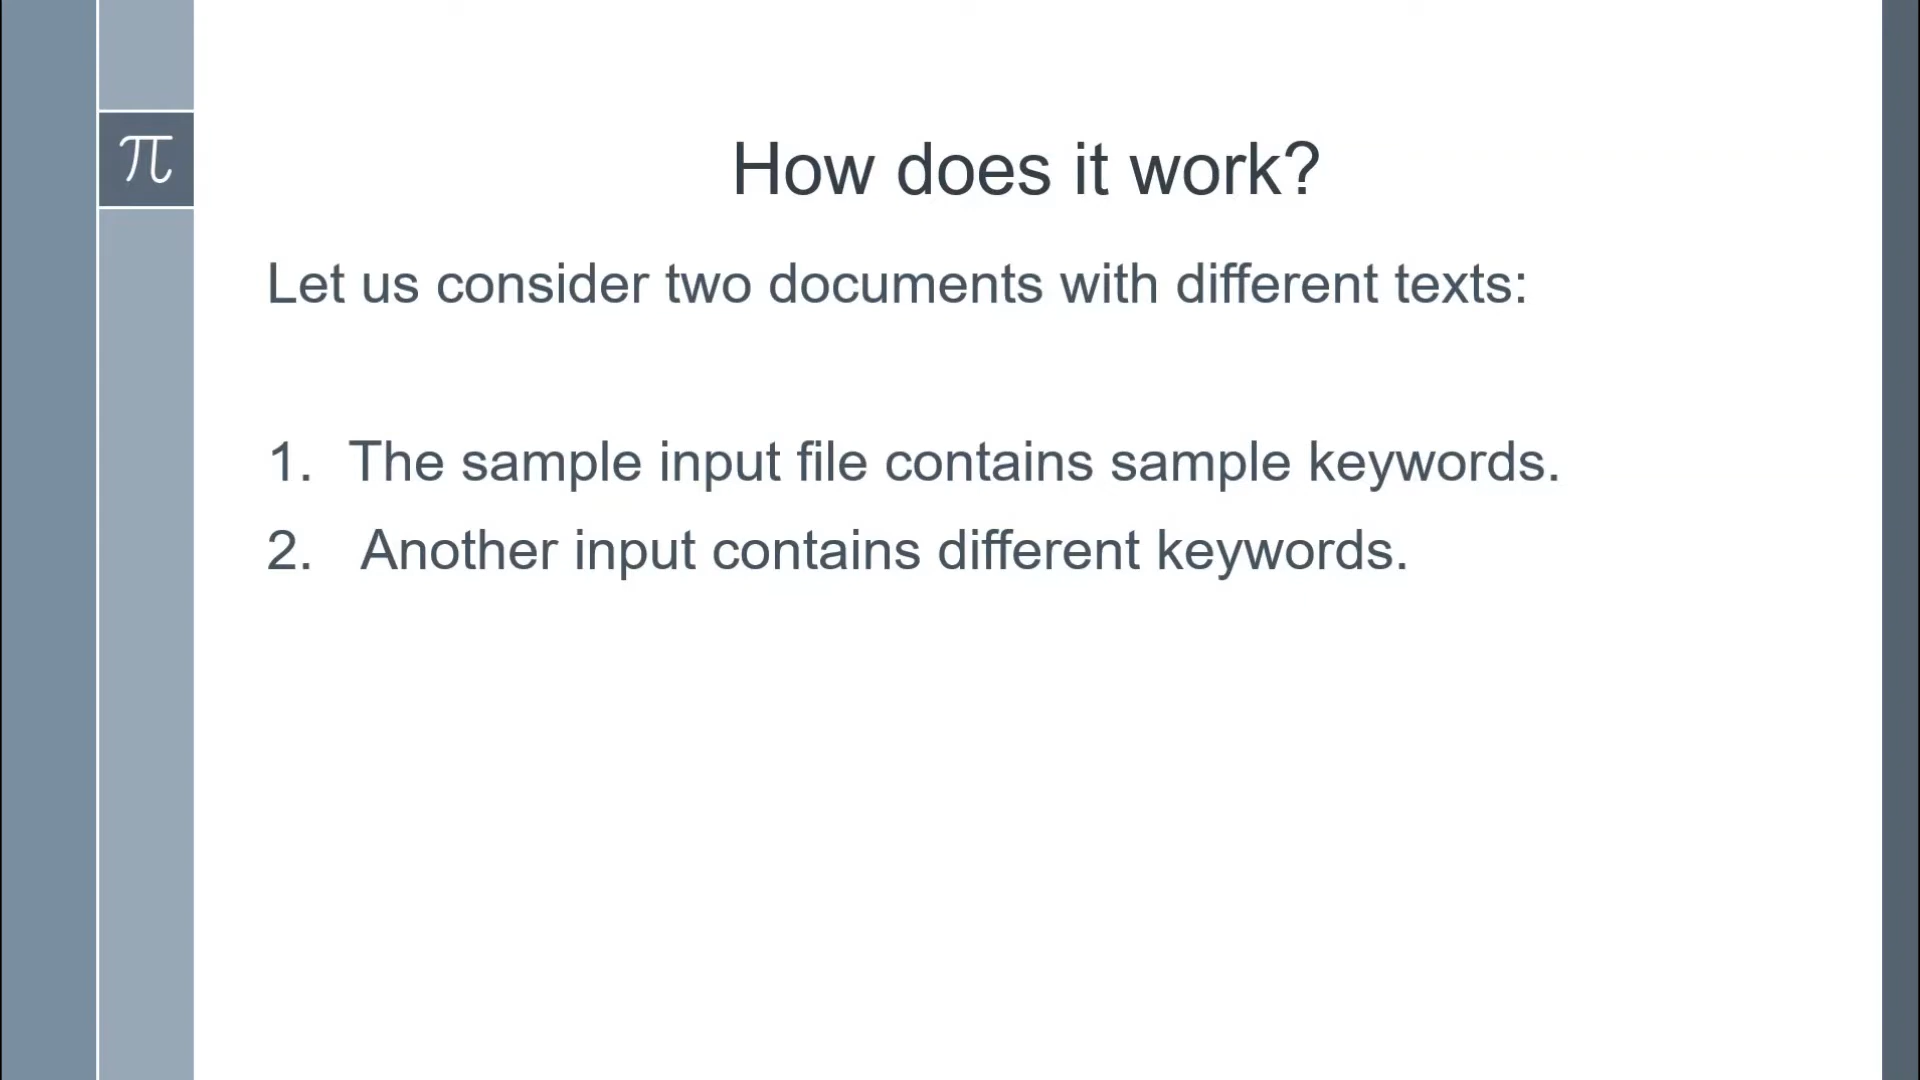 π
How does it work?
Let us consider two documents with different texts:
1. The sample input file contains sample keywords.
2. Another input contains different keywords.